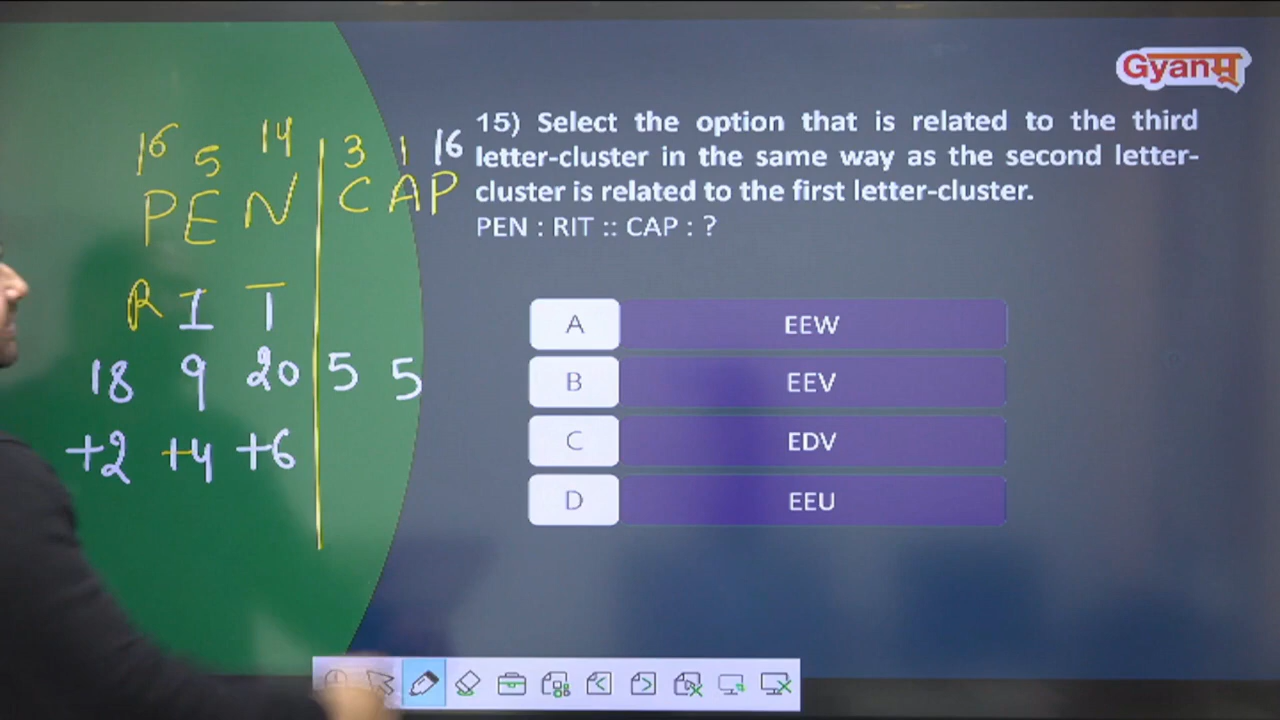 Gyanम्
16 5 14 3 1 16
PEN CAP
RIT
18 9 20 5 5
+2 +4 +6
15) Select the option that is related to the third
letter-cluster in the same way as the second letter-
cluster is related to the first letter-cluster.
PEN : RIT :: CAP : ?
A EEW
B EEV
C EDV
D EEU